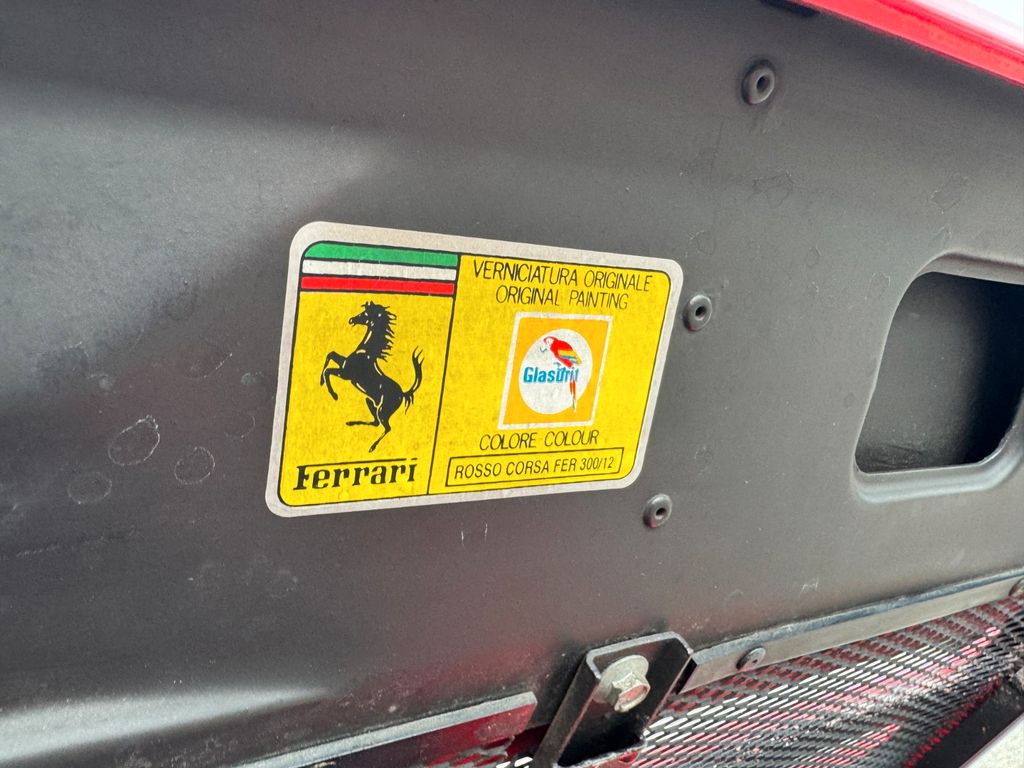 Ferrari
VERNICIATURA ORIGINALE
ORIGINAL PAINTING
Glasurit
COLORE COLOUR
ROSSO CORSA FER 300/12